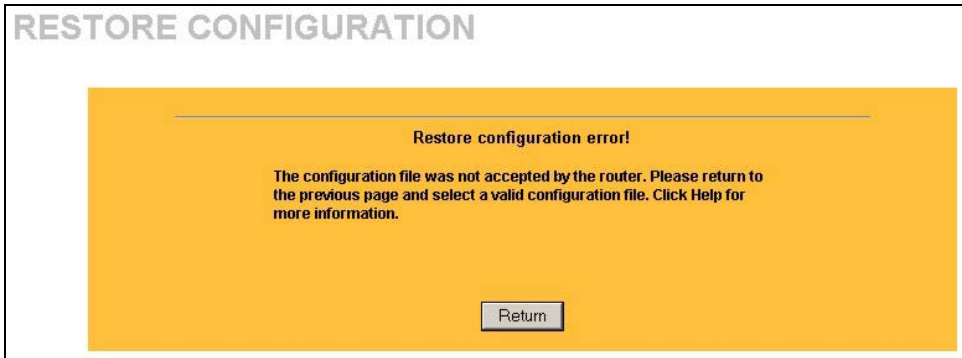 RESTORE CONFIGURATION
Restore configuration error!
The configuration file was not accepted by the router. Please return to
the previous page and select a valid configuration file. Click Help for
more information.
Return